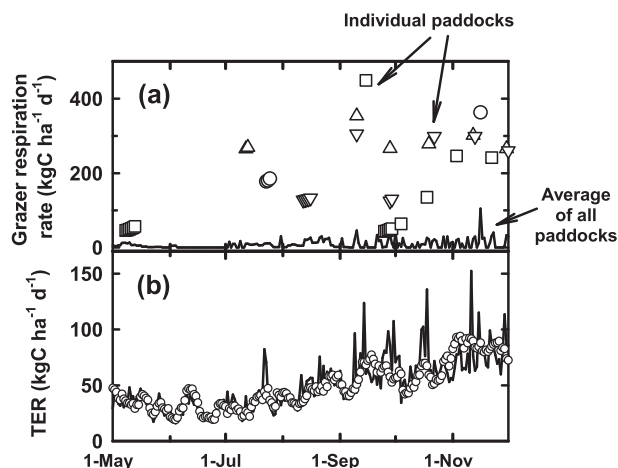 Individual paddocks
(a)
Grazer respiration
rate (kgC ha⁻¹ d⁻¹)
400
200
0
Average
of all
paddocks
(b)
TER (kgC ha⁻¹ d⁻¹)
150
100
50
0
1-May
1-Jul
1-Sep
1-Nov